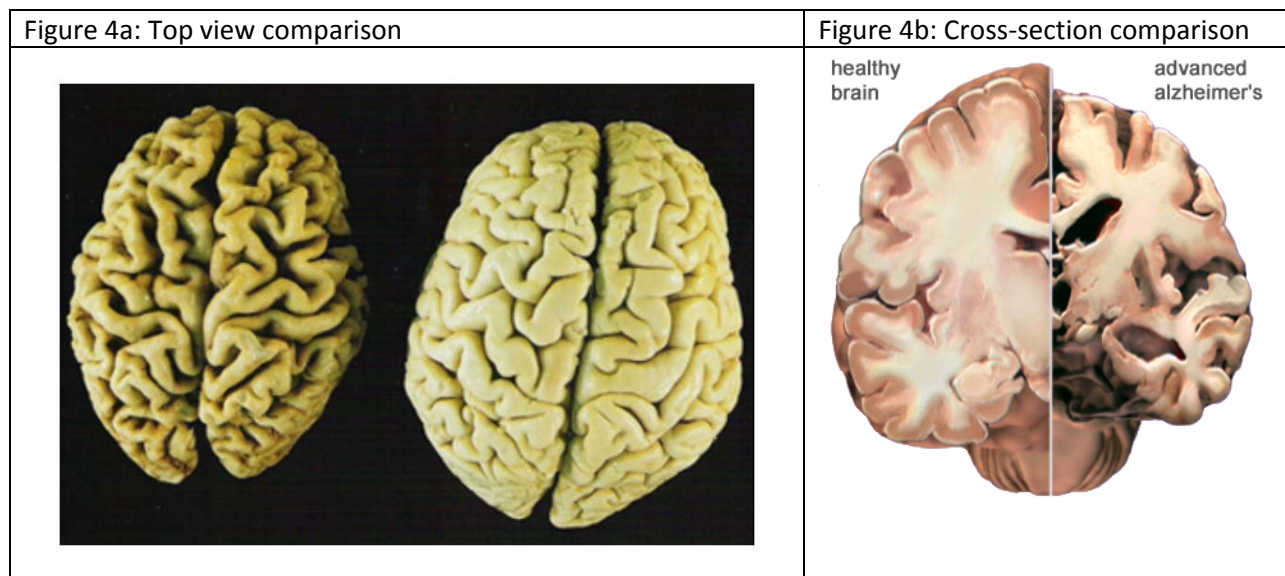 Figure 4a: Top view comparison
Figure 4b: Cross-section comparison
healthy
brain
advanced
alzheimer's